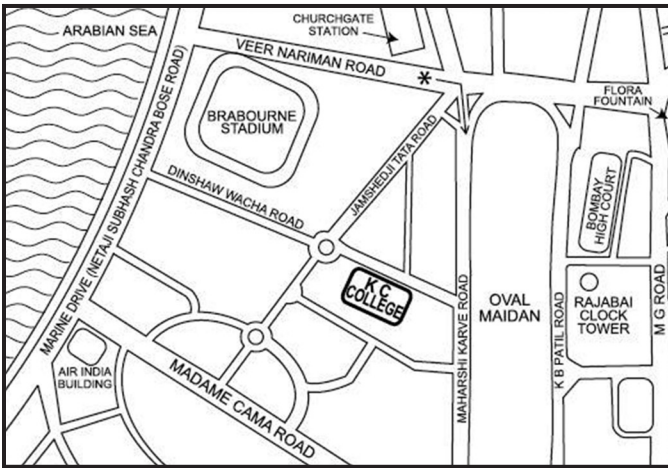 ARABIAN SEA
CHURCHGATE
STATION
VEER NARIMAN ROAD
*
FLORA
FOUNTAIN
BRABOURNE
STADIUM
MARINE DRIVE (NETAJI SUBHASH CHANDRA BOSE ROAD)
JAMSHEDJI TATA ROAD
DINSHAW WACHA ROAD
BOMBAY
HIGH COURT
K C
COLLEGE
MAHARSHI KARVE ROAD
OVAL
MAIDAN
K B PATIL ROAD
RAJABAI
CLOCK
TOWER
M G ROAD
AIR INDIA
BUILDING
MADAME CAMA ROAD